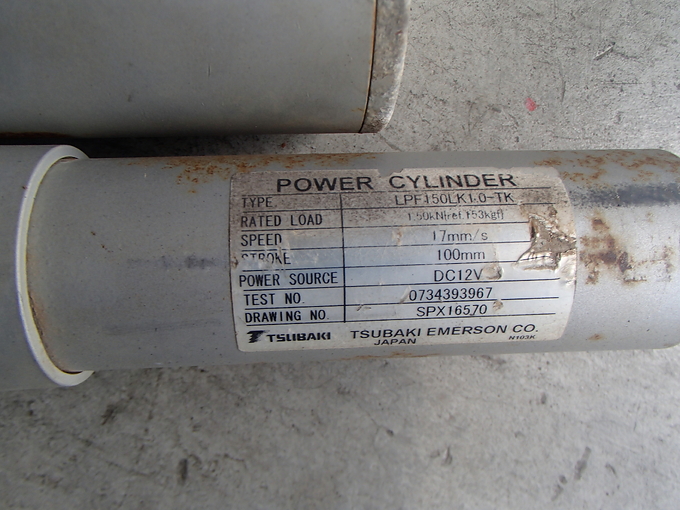 POWER CYLINDER
TYPE LPF150LK1.0-TK
RATED LOAD 1.50kN(ref.153kgf)
SPEED 17mm/s
STROKE 100mm
POWER SOURCE DC12V
TEST NO. 0734393967
DRAWING NO. SPX16570
TSUBAKI TSUBAKI EMERSON CO.
JAPAN N103K